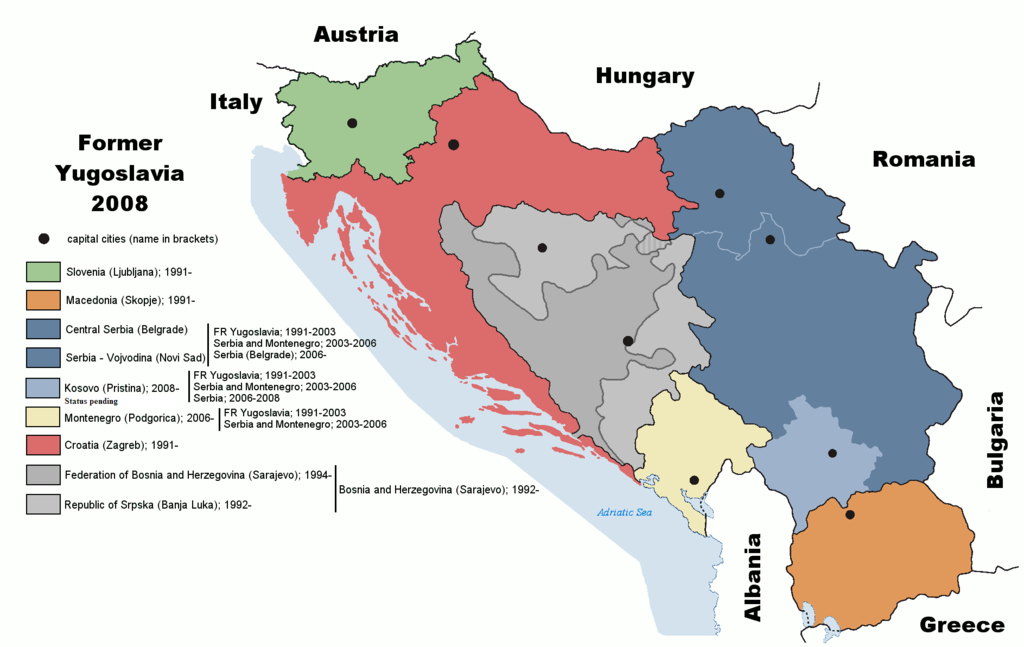 Austria
Hungary
Italy
Romania
Former
Yugoslavia
2008
capital cities (name in brackets)
Slovenia (Ljubljana); 1991-
Macedonia (Skopje); 1991-
Central Serbia (Belgrade)
Serbia - Vojvodina (Novi Sad)
FR Yugoslavia; 1991-2003
Serbia and Montenegro; 2003-2006
Serbia (Belgrade); 2006-
Kosovo (Pristina); 2008-
Status pending
FR Yugoslavia; 1991-2003
Serbia and Montenegro; 2003-2006
Serbia; 2006-2008
Montenegro (Podgorica); 2006-
FR Yugoslavia; 1991-2003
Serbia and Montenegro; 2003-2006
Croatia (Zagreb); 1991-
Federation of Bosnia and Herzegovina (Sarajevo); 1994-
Republic of Srpska (Banja Luka); 1992-
Bosnia and Herzegovina (Sarajevo); 1992-
Adriatic Sea
Albania
Bulgaria
Greece